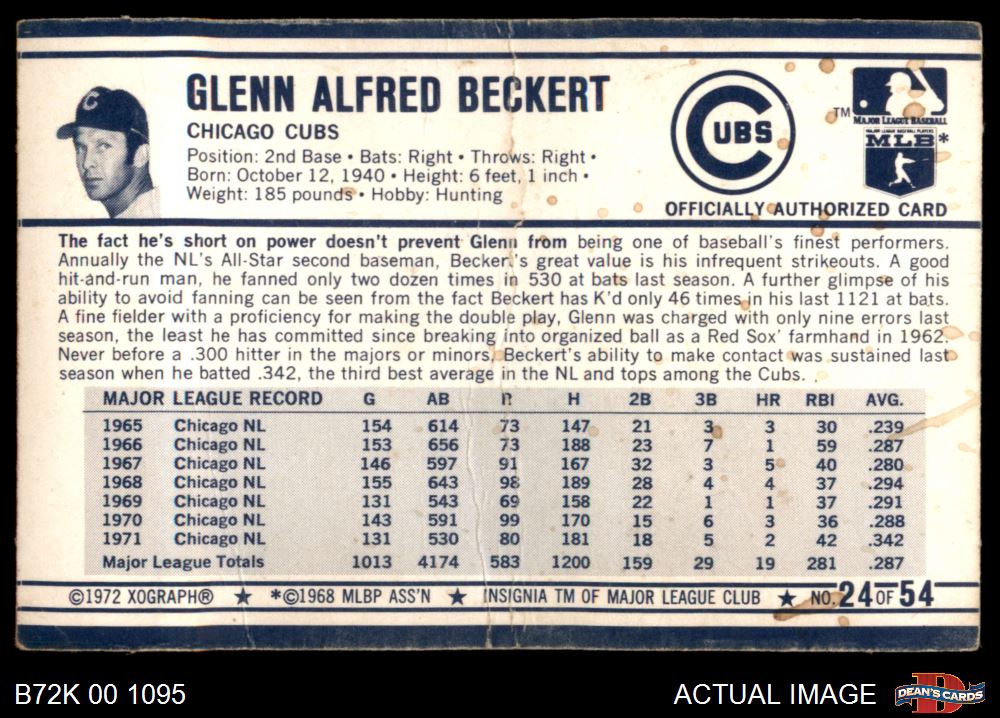 GLENN ALFRED BECKERT
CHICAGO CUBS
Position: 2nd Base • Bats: Right • Throws: Right •
Born: October 12, 1940 • Height: 6 feet, 1 inch •
Weight: 185 pounds • Hobby: Hunting
C
CUBS
TM
MAJOR LEAGUE BASEBALL
MAJOR LEAGUE BASEBALL PLAYERS
MLB*
OFFICIALLY AUTHORIZED CARD
The fact he's short on power doesn't prevent Glenn from being one of baseball's finest performers.
Annually the NL's All-Star second baseman, Beckert's great value is his infrequent strikeouts. A good
hit-and-run man, he fanned only two dozen times in 530 at bats last season. A further glimpse of his
ability to avoid fanning can be seen from the fact Beckert has K'd only 46 times in his last 1121 at bats.
A fine fielder with a proficiency for making the double play, Glenn was charged with only nine errors last
season, the least he has committed since breaking into organized ball as a Red Sox' farmhand in 1962.
Never before a .300 hitter in the majors or minors, Beckert's ability to make contact was sustained last
season when he batted .342, the third best average in the NL and tops among the Cubs.
MAJOR LEAGUE RECORD G AB R H 2B 3B HR RBI AVG.
1965 Chicago NL 154 614 73 147 21 3 3 30 .239
1966 Chicago NL 153 656 73 188 23 7 1 59 .287
1967 Chicago NL 146 597 91 167 32 3 5 40 .280
1968 Chicago NL 155 643 98 189 28 4 4 37 .294
1969 Chicago NL 131 543 69 158 22 1 1 37 .291
1970 Chicago NL 143 591 99 170 15 6 3 36 .288
1971 Chicago NL 131 530 80 181 18 5 2 42 .342
Major League Totals 1013 4174 583 1200 159 29 19 281 .287
©1972 XOGRAPH® ★ *©1968 MLBP ASS'N ★ INSIGNIA TM OF MAJOR LEAGUE CLUB ★ NO. 24 OF 54
B72K 00 1095
ACTUAL IMAGE
D
DEAN'S CARDS